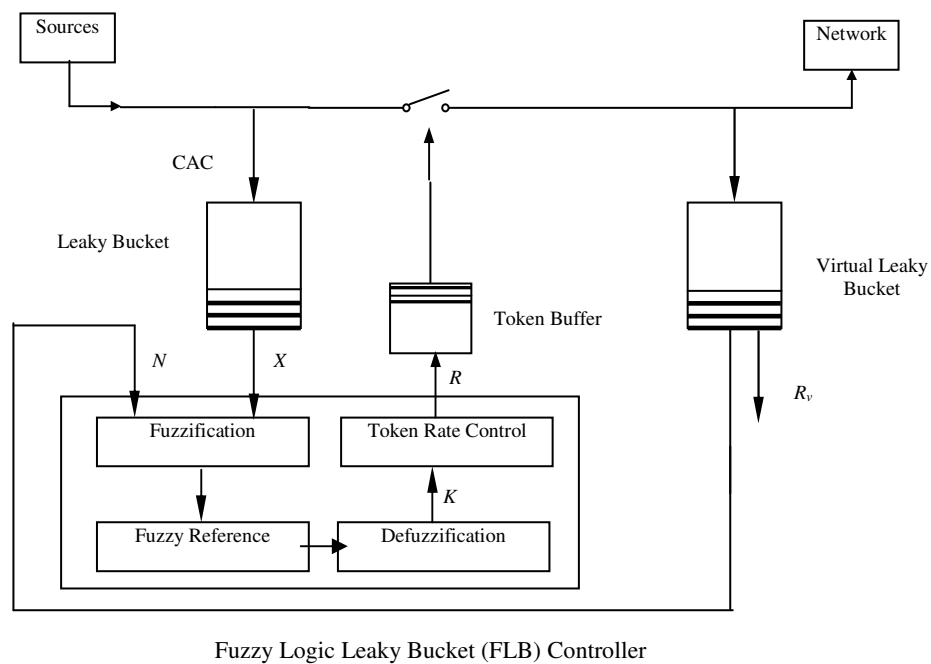 Sources
Network
CAC
Leaky Bucket
Virtual Leaky
Bucket
Token Buffer
N
X
R
Rv
Fuzzification
Token Rate Control
K
Fuzzy Reference
Defuzzification
Fuzzy Logic Leaky Bucket (FLB) Controller